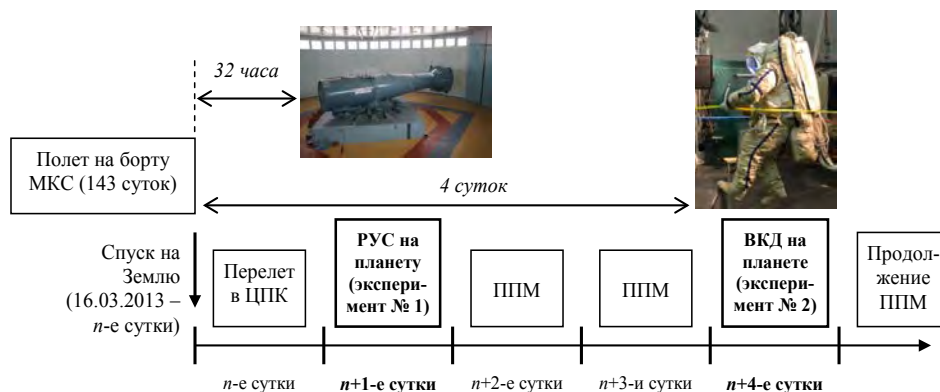 32 часа
Полет на борту
МКС (143 суток)
4 суток
Спуск на
Землю
(16.03.2013 –
n-е сутки)
Перелет
в ЦПК
РУС на
планету
(экспери-
мент № 1)
ППМ
ППМ
ВКД на
планете
(экспери-
мент № 2)
Продол-
жение
ППМ
n-е сутки
n+1-е сутки
n+2-е сутки
n+3-и сутки
n+4-е сутки